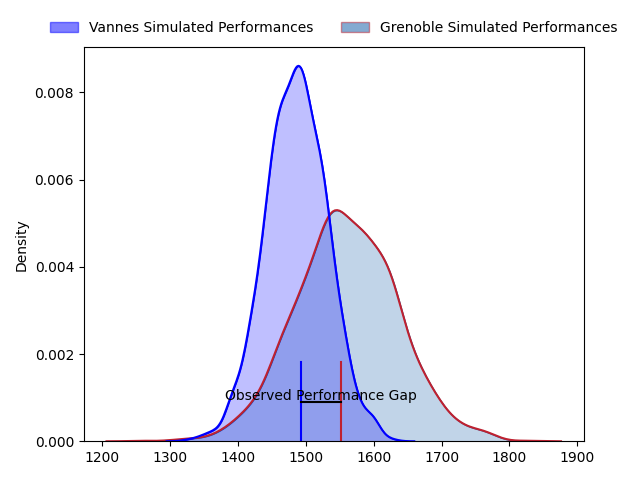 Vannes Simulated Performances Grenoble Simulated Performances
0.008
0.006
0.004
0.002
0.000
Density
Observed Performance Gap
1200 1300 1400 1500 1600 1700 1800 1900